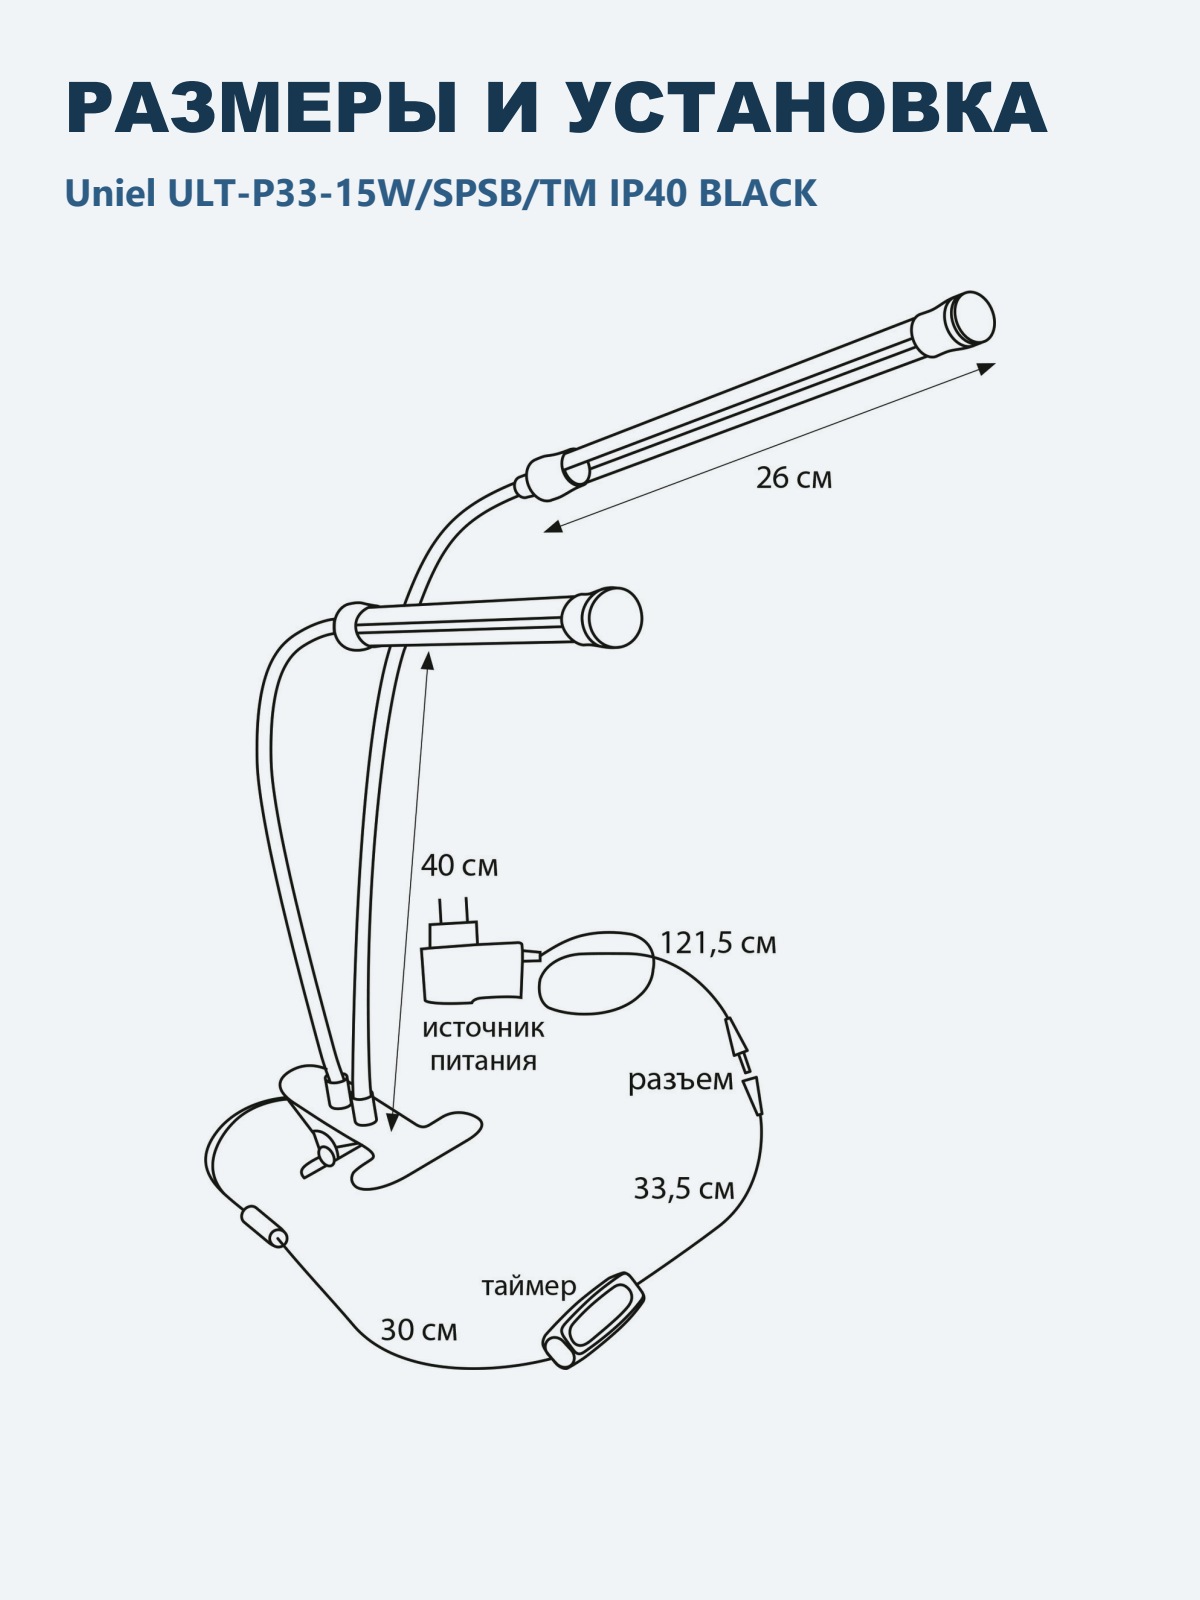 РАЗМЕРЫ И УСТАНОВКА
Uniel ULT-P33-15W/SPSB/TM IP40 BLACK
26 см
40 см
121,5 см
источник
питания
разъем
33,5 см
таймер
30 см